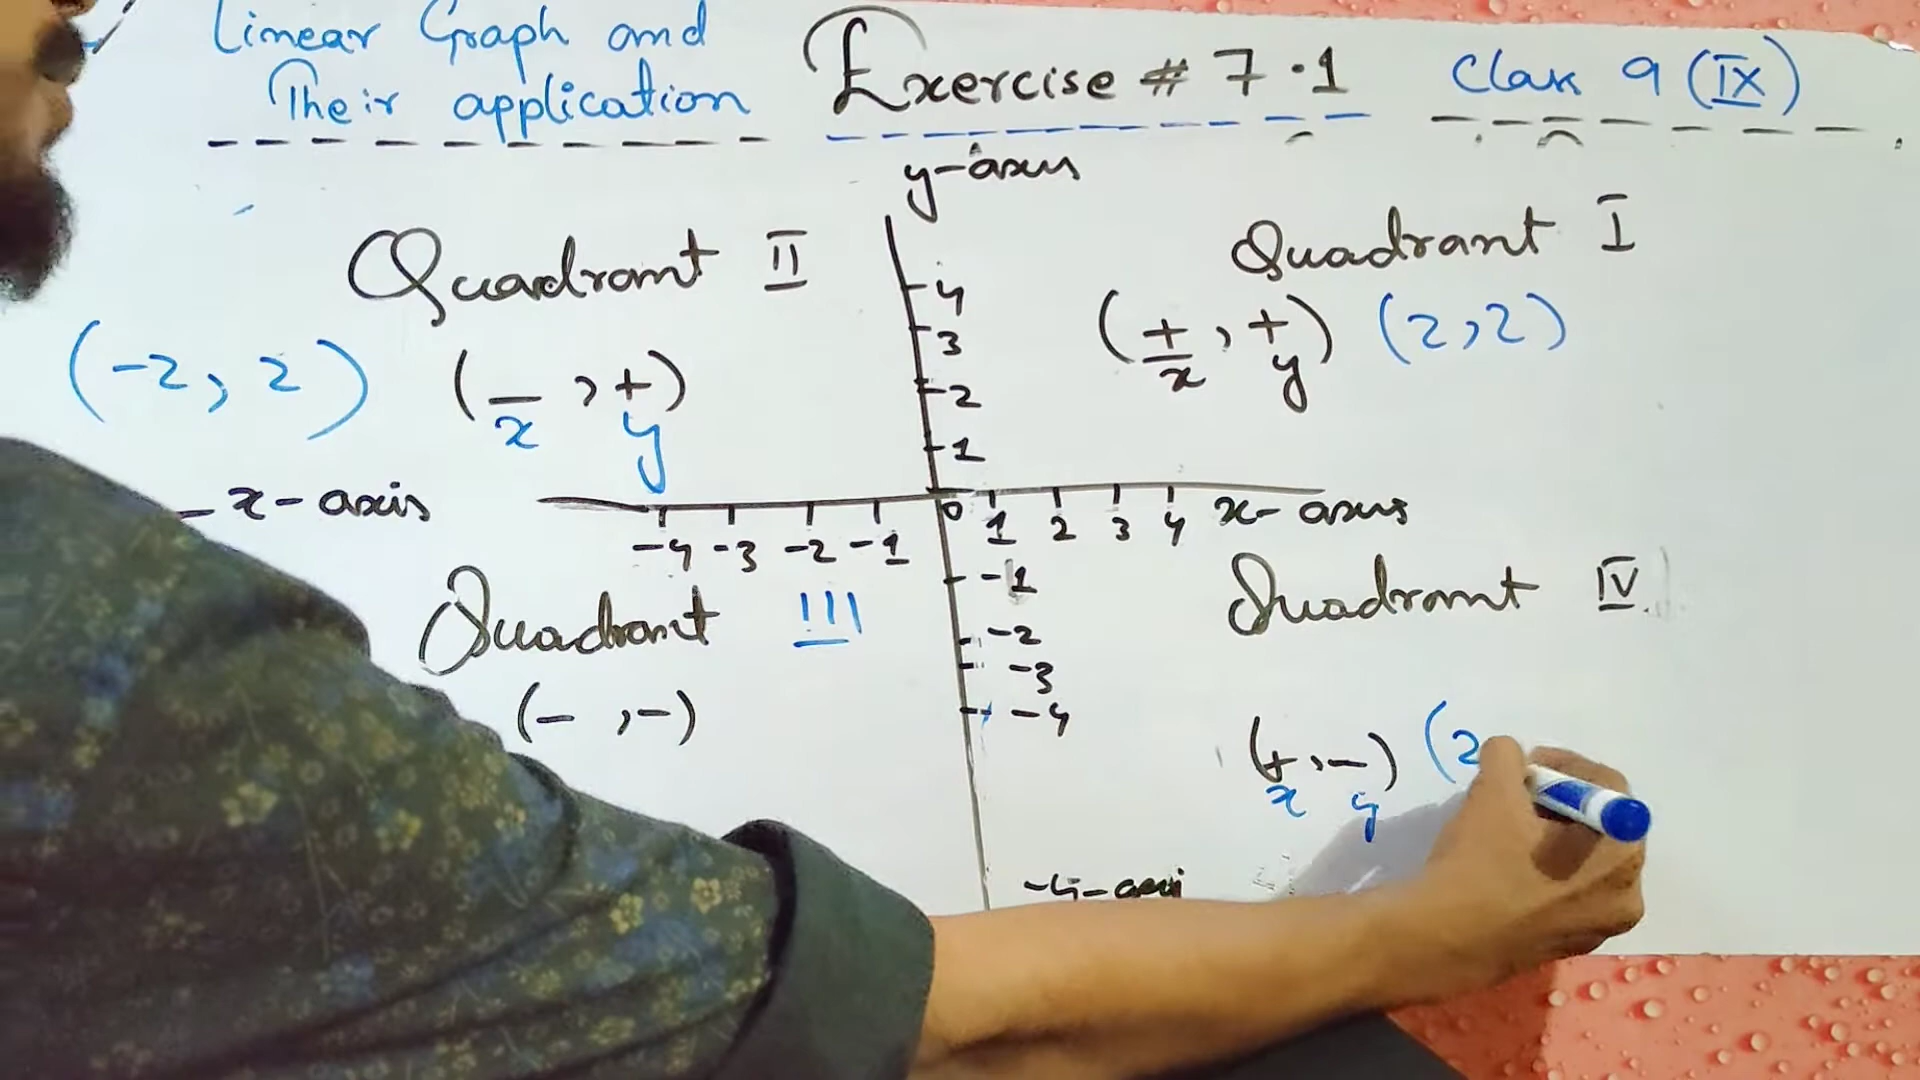 Linear Graph and
Their application
Exercise # 7.1
Class 9 (IX)
y-axis
Quadrant II
Quadrant I
(-2, 2)
(-, +)
x y
(+, +) (2,2)
x y
4
3
2
1
- x-axis
-4 -3 -2 -1 0 1 2 3 4
x-axis
Quadrant III
(-, -)
-1
-2
-3
-4
Quadrant IV
(+, -) (2
x y
-y-axi